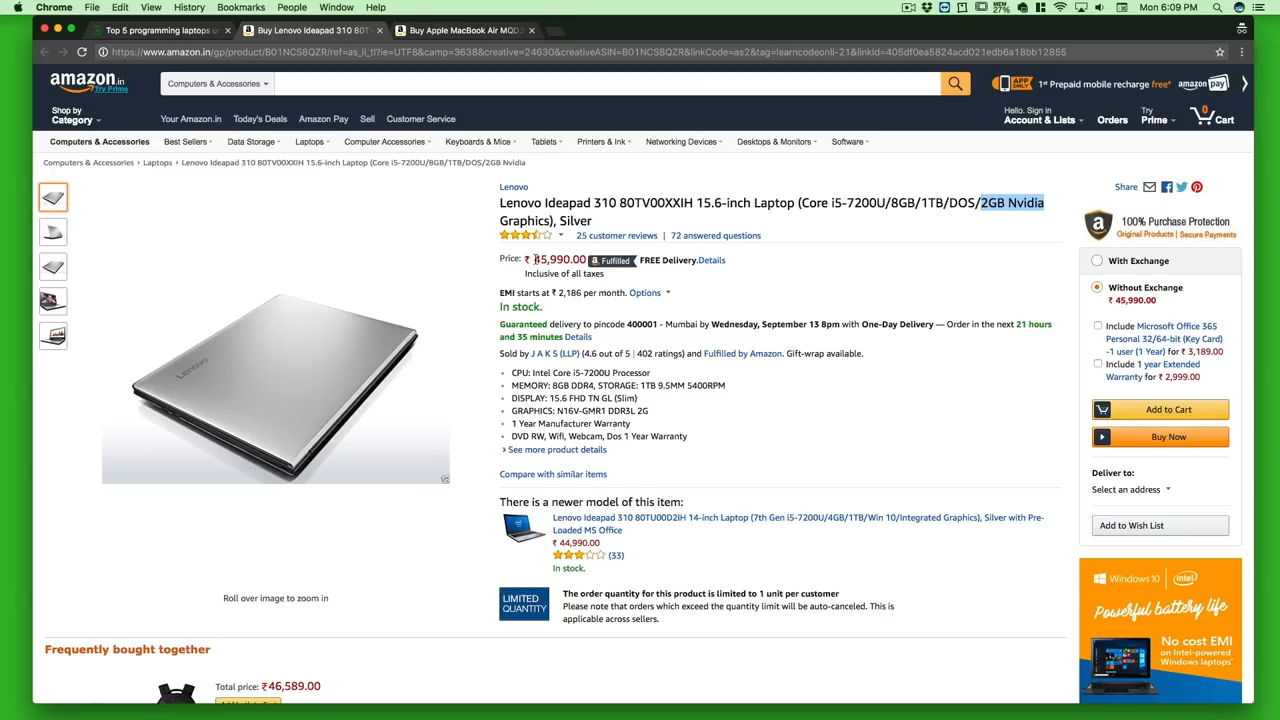 Chrome File Edit View History Bookmarks People Window Help
27% Mon 6:09 PM
Top 5 programming laptops un
Buy Lenovo Ideapad 310 80T
Buy Apple MacBook Air MQD3
https://www.amazon.in/gp/product/B01NCS8QZR/ref=as_li_tl?ie=UTF8&camp=3638&creative=24630&creativeASIN=B01NCS8QZR&linkCode=as2&tag=learncodeonli-21&linkId=405df0ea5824acd021edb6a18bb12855
amazon.in
Try Prime
Computers & Accessories
APP ONLY
1st Prepaid mobile recharge free*
amazon pay
Shop by
Category
Your Amazon.in Today's Deals Amazon Pay Sell Customer Service
Hello. Sign in
Account & Lists
Orders
Try
Prime
0
Cart
Computers & Accessories Best Sellers Data Storage Laptops Computer Accessories Keyboards & Mice Tablets Printers & Ink Networking Devices Desktops & Monitors Software
Computers & Accessories › Laptops › Lenovo Ideapad 310 80TV00XXIH 15.6-inch Laptop (Core i5-7200U/8GB/1TB/DOS/2GB Nvidia
Lenovo
Lenovo Ideapad 310 80TV00XXIH 15.6-inch Laptop (Core i5-7200U/8GB/1TB/DOS/2GB Nvidia
Graphics), Silver
25 customer reviews | 72 answered questions
Price: ₹ 45,990.00 Fulfilled FREE Delivery. Details
Inclusive of all taxes
EMI starts at ₹ 2,186 per month. Options
In stock.
Guaranteed delivery to pincode 400001 - Mumbai by Wednesday, September 13 8pm with One-Day Delivery — Order in the next 21 hours
and 35 minutes Details
Sold by J A K S (LLP) (4.6 out of 5 | 402 ratings) and Fulfilled by Amazon. Gift-wrap available.
CPU: Intel Core i5-7200U Processor
MEMORY: 8GB DDR4, STORAGE: 1TB 9.5MM 5400RPM
DISPLAY: 15.6 FHD TN GL (Slim)
GRAPHICS: N16V-GMR1 DDR3L 2G
1 Year Manufacturer Warranty
DVD RW, Wifi, Webcam, Dos 1 Year Warranty
› See more product details
Compare with similar items
There is a newer model of this item:
Lenovo Ideapad 310 80TU00D2IH 14-inch Laptop (7th Gen i5-7200U/4GB/1TB/Win 10/Integrated Graphics), Silver with Pre-
Loaded MS Office
₹ 44,990.00
(33)
In stock.
LIMITED
QUANTITY
The order quantity for this product is limited to 1 unit per customer
Please note that orders which exceed the quantity limit will be auto-canceled. This is
applicable across sellers.
Lenovo
Roll over image to zoom in
Frequently bought together
Total price: ₹46,589.00
Share
100% Purchase Protection
Original Products | Secure Payments
With Exchange
Without Exchange
₹ 45,990.00
Include Microsoft Office 365
Personal 32/64-bit (Key Card)
-1 user (1 Year) for ₹ 3,189.00
Include 1 year Extended
Warranty for ₹ 2,999.00
Add to Cart
Buy Now
Deliver to:
Select an address
Add to Wish List
Windows 10
intel
Powerful battery life
No cost EMI
on Intel-powered
Windows laptops*